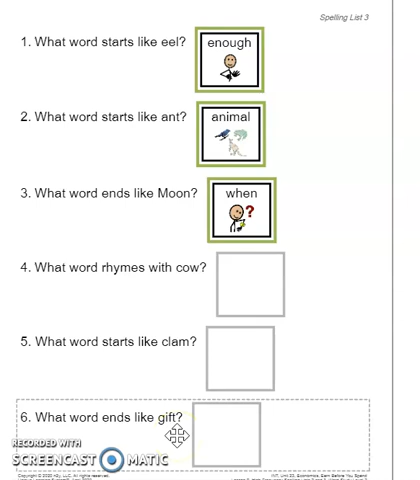 Spelling List 3
1. What word starts like eel?
enough
2. What word starts like ant?
animal
3. What word ends like Moon?
when
?
4. What word rhymes with cow?
5. What word starts like clam?
6. What word ends like gift?
RECORDED WITH
SCREENCAST MATIC